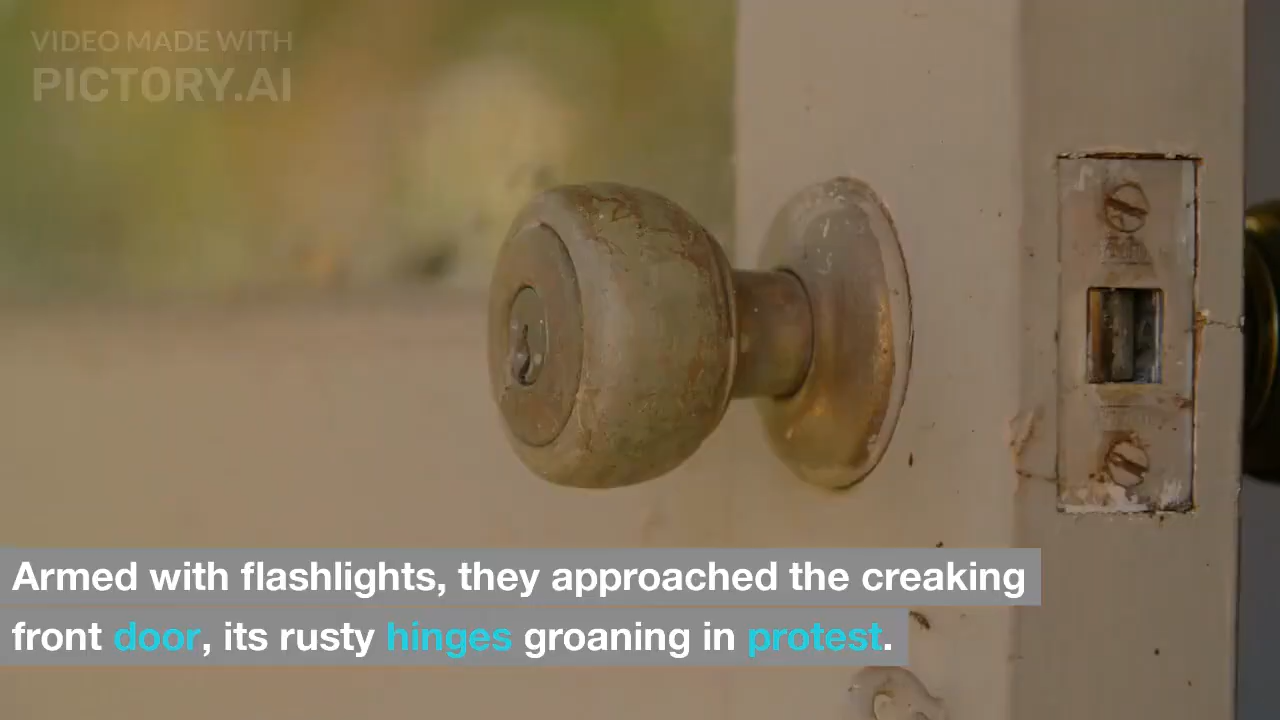 VIDEO MADE WITH
PICTORY.AI
Armed with flashlights, they approached the creaking
front door, its rusty hinges groaning in protest.